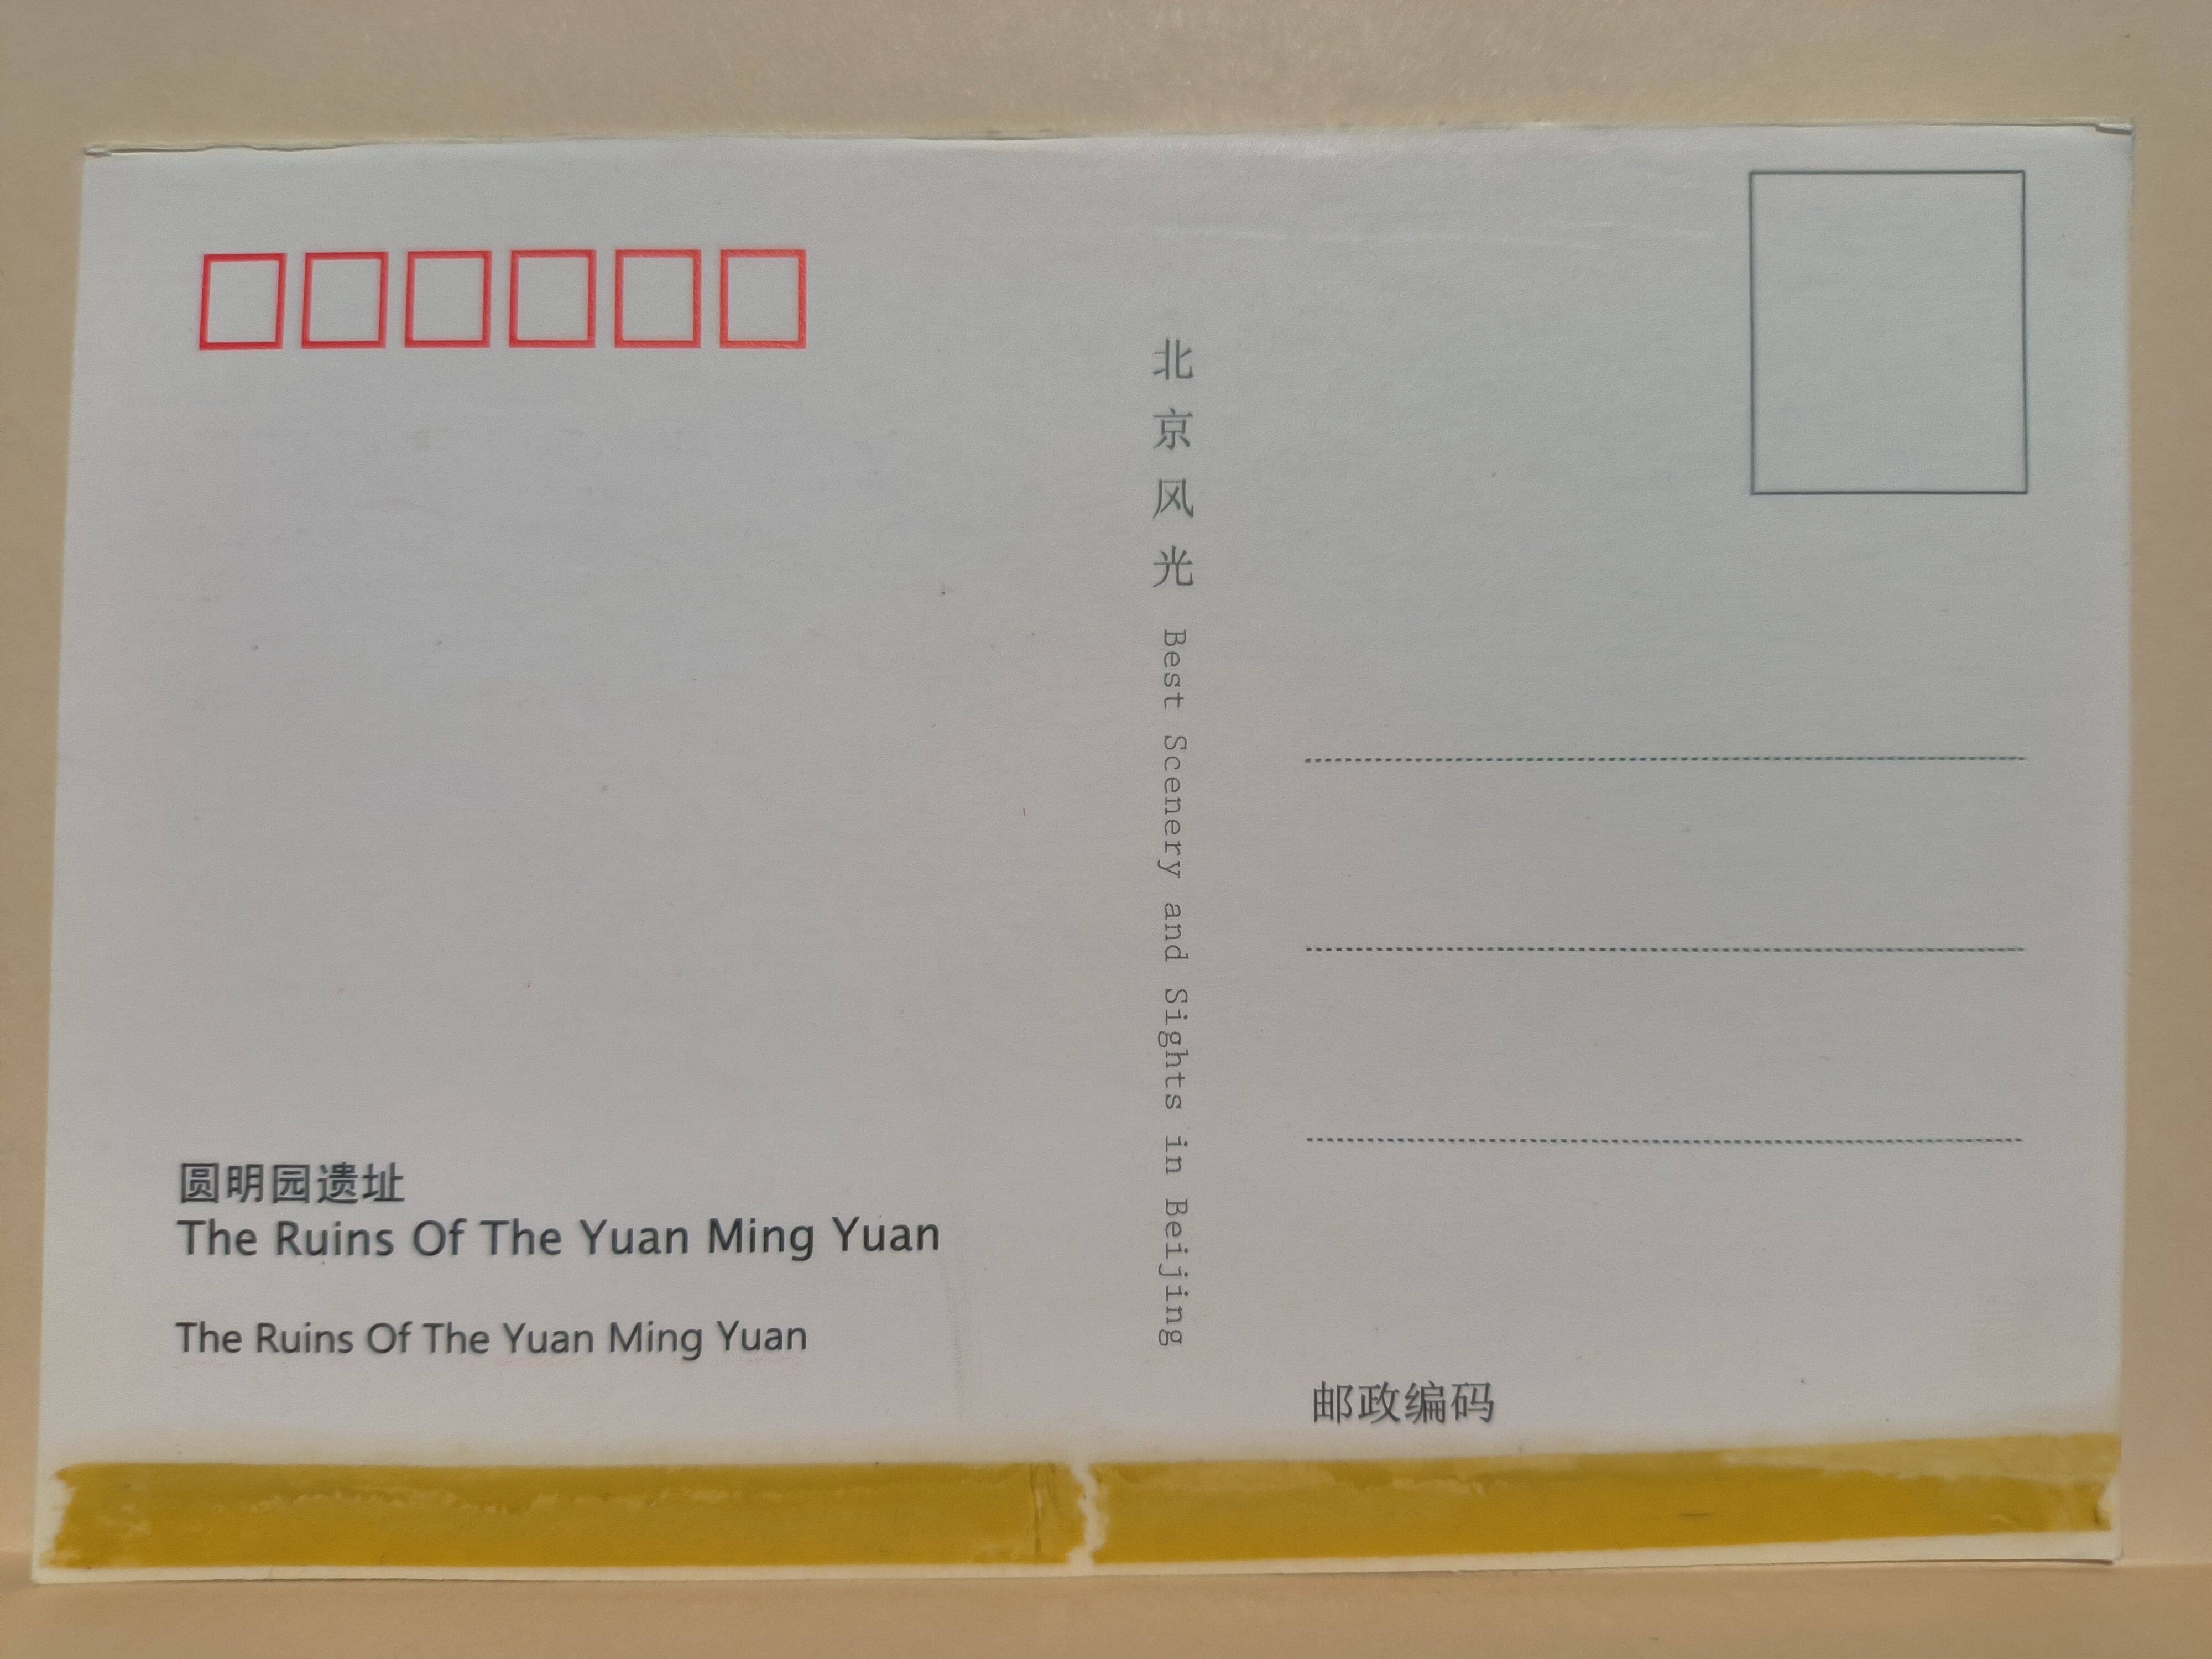 北京风光 Best Scenery and Sights in Beijing
圆明园遗址
The Ruins Of The Yuan Ming Yuan
The Ruins Of The Yuan Ming Yuan
邮政编码